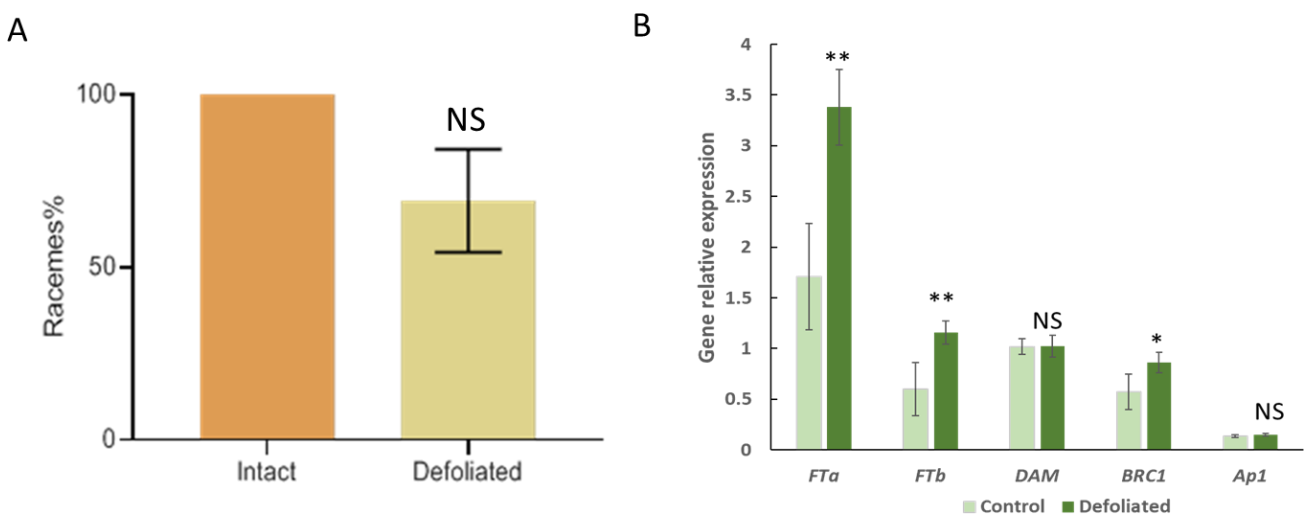 A
100
50
0
Racemes%
NS
Intact
Defoliated
B
4
3.5
3
2.5
2
1.5
1
0.5
0
Gene relative expression
**
**
NS
*
NS
FTa
FTb
DAM
BRC1
Ap1
Control
Defoliated